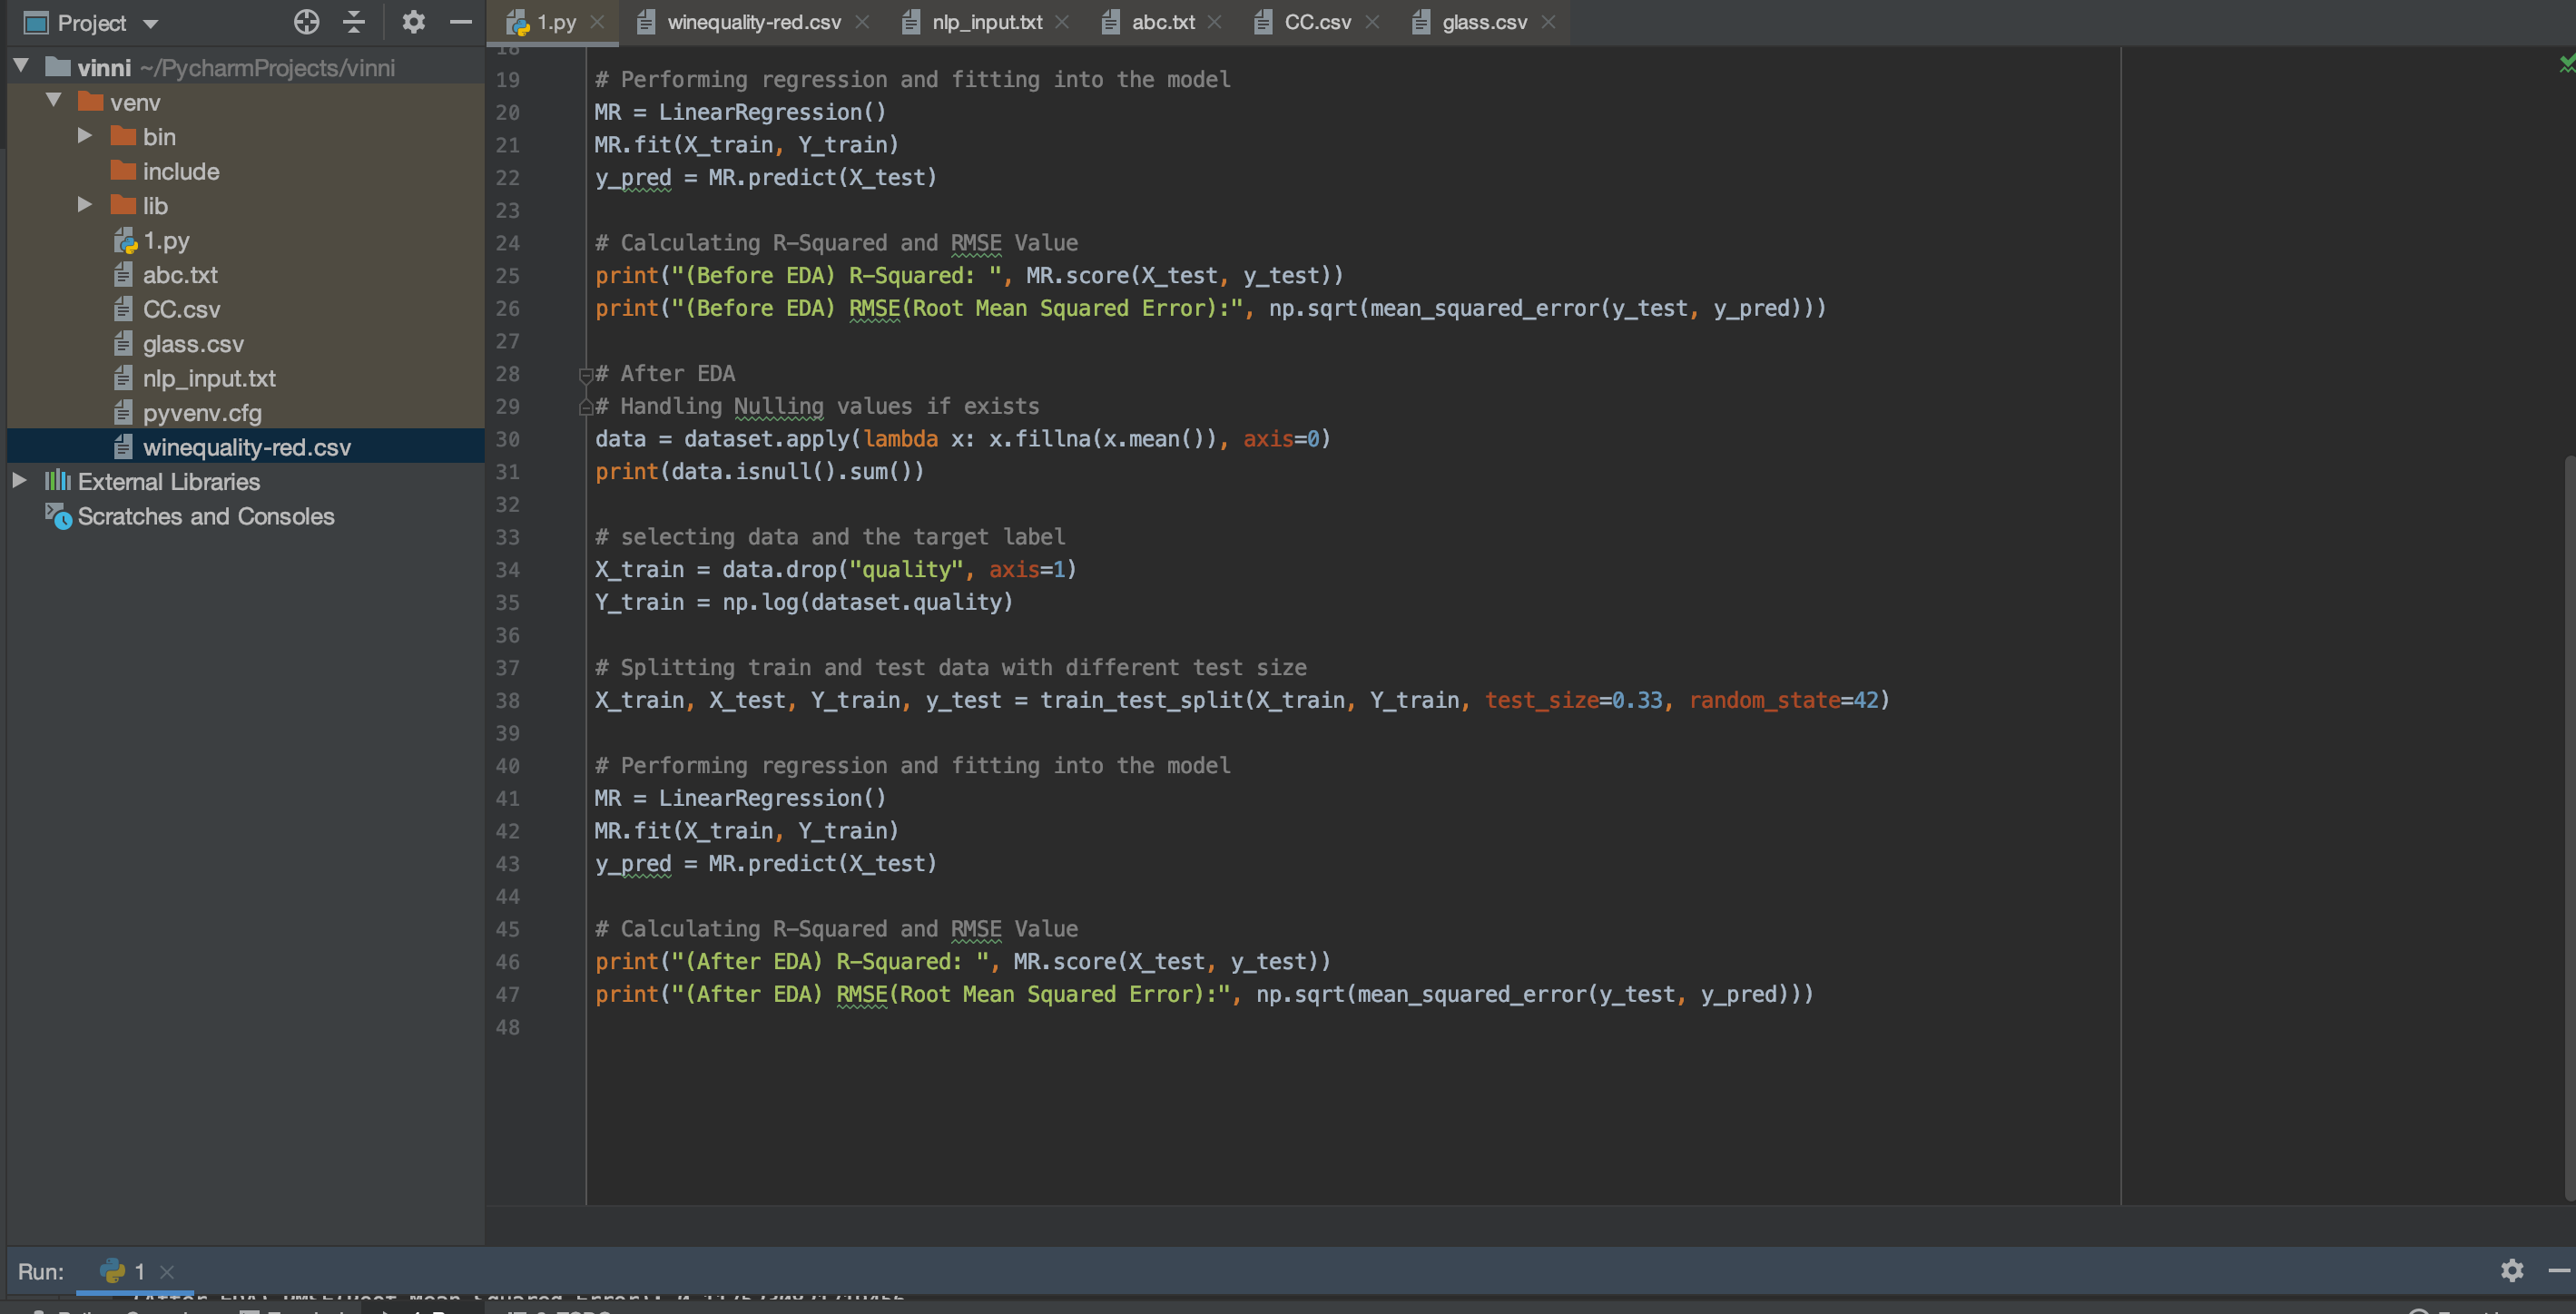 Project
1.py
winequality-red.csv
nlp_input.txt
abc.txt
CC.csv
glass.csv
vinni ~/PycharmProjects/vinni
venv
bin
include
lib
1.py
abc.txt
CC.csv
glass.csv
nlp_input.txt
pyvenv.cfg
winequality-red.csv
External Libraries
Scratches and Consoles
18
19 # Performing regression and fitting into the model
20 MR = LinearRegression()
21 MR.fit(X_train, Y_train)
22 y_pred = MR.predict(X_test)
23
24 # Calculating R-Squared and RMSE Value
25 print("(Before EDA) R-Squared: ", MR.score(X_test, y_test))
26 print("(Before EDA) RMSE(Root Mean Squared Error):", np.sqrt(mean_squared_error(y_test, y_pred)))
27
28 # After EDA
29 # Handling Nulling values if exists
30 data = dataset.apply(lambda x: x.fillna(x.mean()), axis=0)
31 print(data.isnull().sum())
32
33 # selecting data and the target label
34 X_train = data.drop("quality", axis=1)
35 Y_train = np.log(dataset.quality)
36
37 # Splitting train and test data with different test size
38 X_train, X_test, Y_train, y_test = train_test_split(X_train, Y_train, test_size=0.33, random_state=42)
39
40 # Performing regression and fitting into the model
41 MR = LinearRegression()
42 MR.fit(X_train, Y_train)
43 y_pred = MR.predict(X_test)
44
45 # Calculating R-Squared and RMSE Value
46 print("(After EDA) R-Squared: ", MR.score(X_test, y_test))
47 print("(After EDA) RMSE(Root Mean Squared Error):", np.sqrt(mean_squared_error(y_test, y_pred)))
48
Run: 1
(After EDA) RMSE(Root Mean Squared Error):